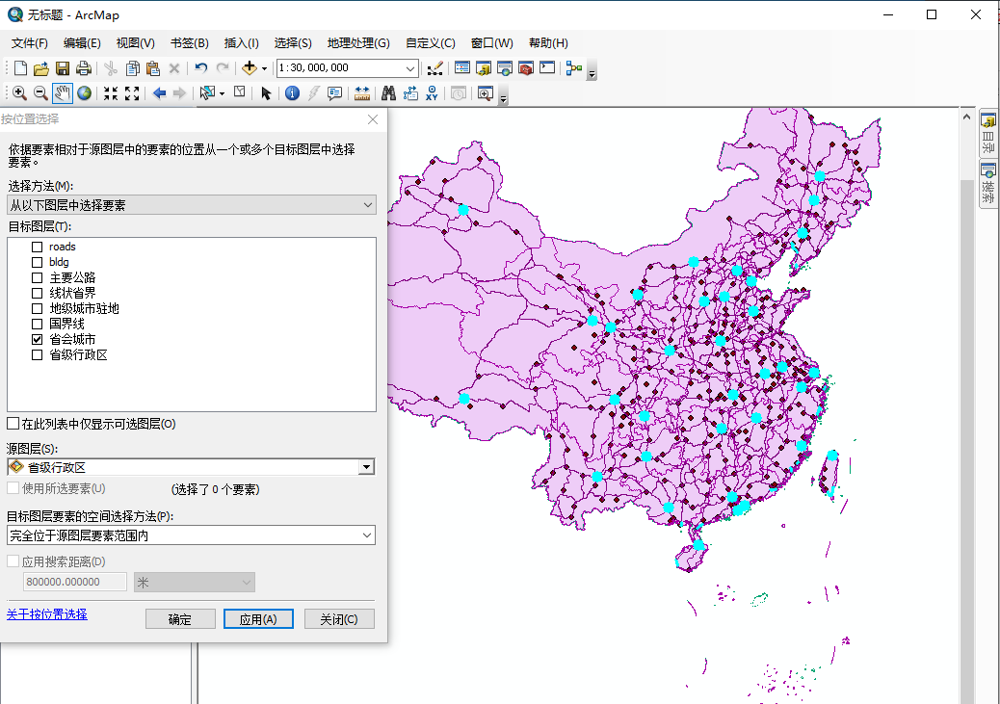 无标题 - ArcMap
文件(F) 编辑(E) 视图(V) 书签(B) 插入(I) 选择(S) 地理处理(G) 自定义(C) 窗口(W) 帮助(H)
1:30,000,000
XY
按位置选择
依据要素相对于源图层中的要素的位置从一个或多个目标图层中选择
要素。
选择方法(M):
从以下图层中选择要素
目标图层(T):
roads
bldg
主要公路
线状省界
地级城市驻地
国界线
省会城市
省级行政区
在此列表中仅显示可选图层(O)
源图层(S):
省级行政区
使用所选要素(U) (选择了 0 个要素)
目标图层要素的空间选择方法(P):
完全位于源图层要素范围内
应用搜索距离(D)
800000.000000 米
关于按位置选择 确定 应用(A) 关闭(C)
目录
搜索